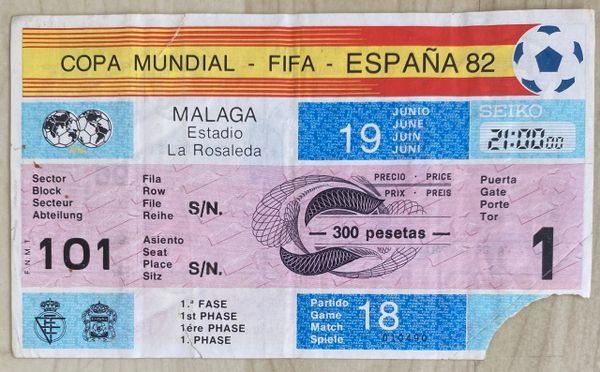 COPA MUNDIAL - FIFA - ESPAÑA 82
MALAGA
Estadio
La Rosaleda
19
JUNIO
JUNE
JUIN
JUNI
SEIKO
21:00:00
Sector
Block
Secteur
Abteilung
101
Fila
Row
File
Reihe
S/N.
Asiento
Seat
Place
Sitz
S/N.
PRECIO - PRICE
PRIX - PREIS
300 pesetas
Puerta
Gate
Porte
Tor
1
F.N.M.T.
1.ª FASE
1st PHASE
1ére PHASE
1. PHASE
Partido
Game
Match
Spiele
18